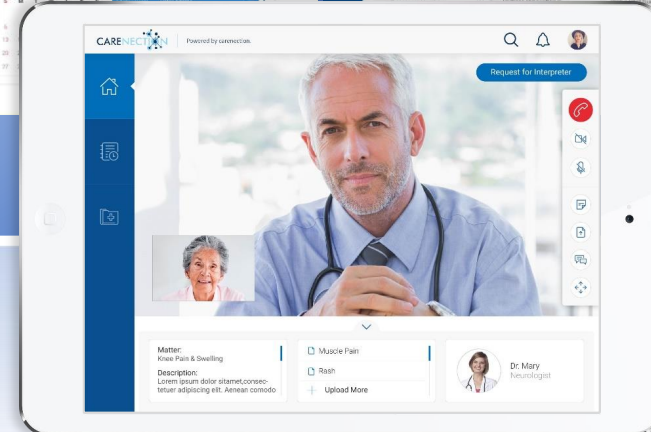 CARENECTION
Powered by carenection
Request for Interpreter
Matter:
Knee Pain & Swelling
Description:
Lorem ipsum dolor sitamet,consec-
tetuer adipiscing elit. Aenean comodo
Muscle Pain
Rash
Upload More
Dr. Mary
Neurologist